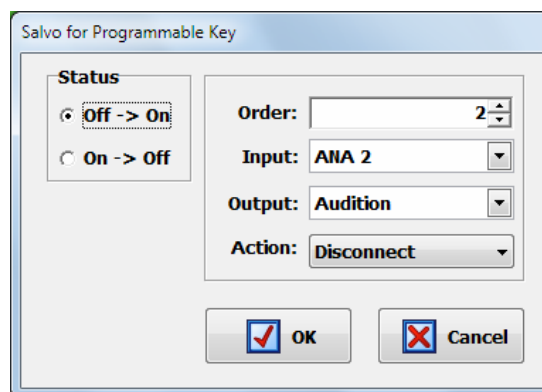 Salvo for Programmable Key
Status
Off -> On
On -> Off
Order: 2
Input: ANA 2
Output: Audition
Action: Disconnect
OK Cancel